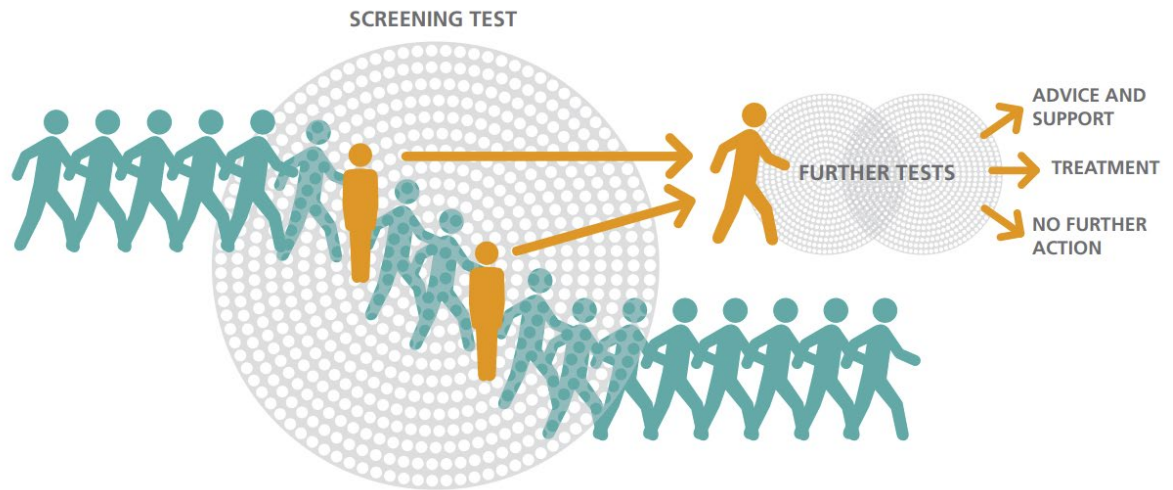 SCREENING TEST
FURTHER TESTS
ADVICE AND
SUPPORT
TREATMENT
NO FURTHER
ACTION